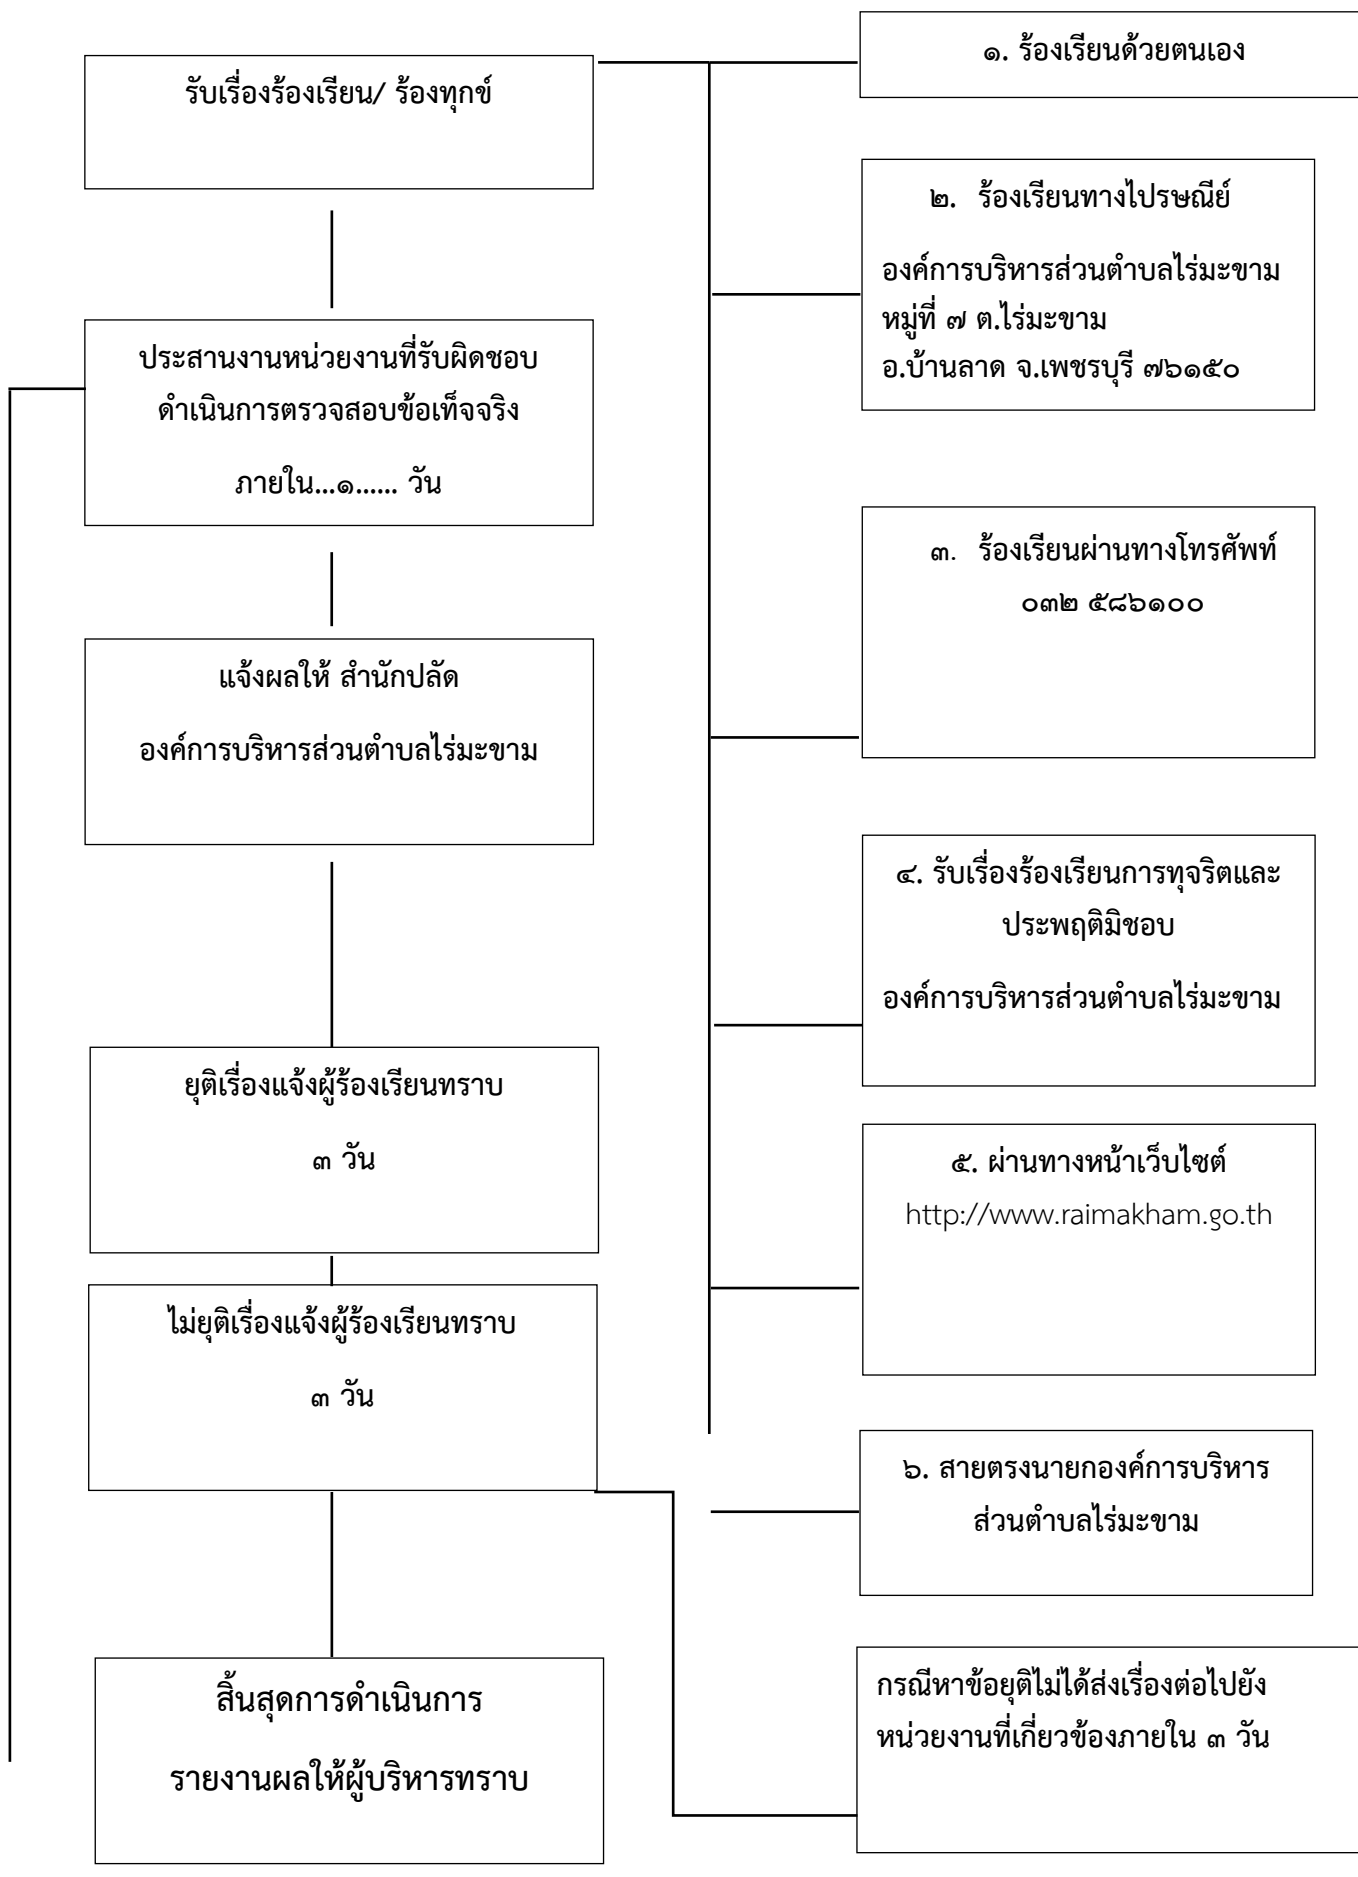 รับเรื่องร้องเรียน/ ร้องทุกข์
ประสานงานหน่วยงานที่รับผิดชอบ
ดำเนินการตรวจสอบข้อเท็จจริง
ภายใน...๑...... วัน
แจ้งผลให้ สำนักปลัด
องค์การบริหารส่วนตำบลไร่มะขาม
ยุติเรื่องแจ้งผู้ร้องเรียนทราบ
๓ วัน
ไม่ยุติเรื่องแจ้งผู้ร้องเรียนทราบ
๓ วัน
สิ้นสุดการดำเนินการ
รายงานผลให้ผู้บริหารทราบ
๑. ร้องเรียนด้วยตนเอง
๒. ร้องเรียนทางไปรษณีย์
องค์การบริหารส่วนตำบลไร่มะขาม
หมู่ที่ ๗ ต.ไร่มะขาม
อ.บ้านลาด จ.เพชรบุรี ๗๖๑๕๐
๓. ร้องเรียนผ่านทางโทรศัพท์
๐๓๒ ๕๘๖๑๐๐
๔. รับเรื่องร้องเรียนการทุจริตและ
ประพฤติมิชอบ
องค์การบริหารส่วนตำบลไร่มะขาม
๕. ผ่านทางหน้าเว็บไซต์
http://www.raimakham.go.th
๖. สายตรงนายกองค์การบริหาร
ส่วนตำบลไร่มะขาม
กรณีหาข้อยุติไม่ได้ส่งเรื่องต่อไปยัง
หน่วยงานที่เกี่ยวข้องภายใน ๓ วัน